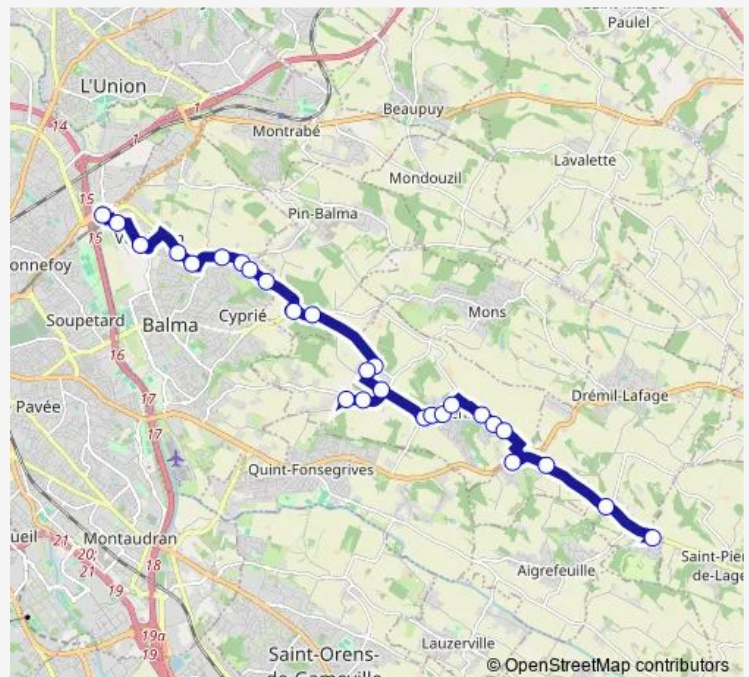 Paulel
L'Union
1
Beaupuy
14
Montrabé
1
Lavalette
Mondouzil
15
Pin-Balma
15
onnefoy
Soupetard
Balma
Cyprié
Mons
16
Pavée
17
Drémil-Lafage
17
Quint-Fonsegrives
ueil
21
20;
21
Montaudran
18
Saint-Pier
de-Lage
19
Aigrefeuille
19a
19
Saint-Orens-
Lauzerville
© OpenStreetMap contributors